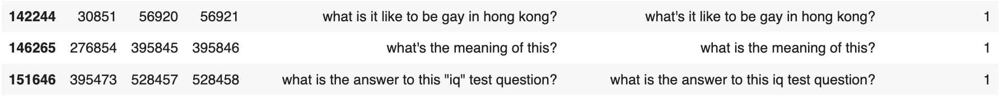 142244 30851 56920 56921 what is it like to be gay in hong kong? what's it like to be gay in hong kong? 1
146265 276854 395845 395846 what's the meaning of this? what is the meaning of this? 1
151646 395473 528457 528458 what is the answer to this "iq" test question? what is the answer to this iq test question? 1